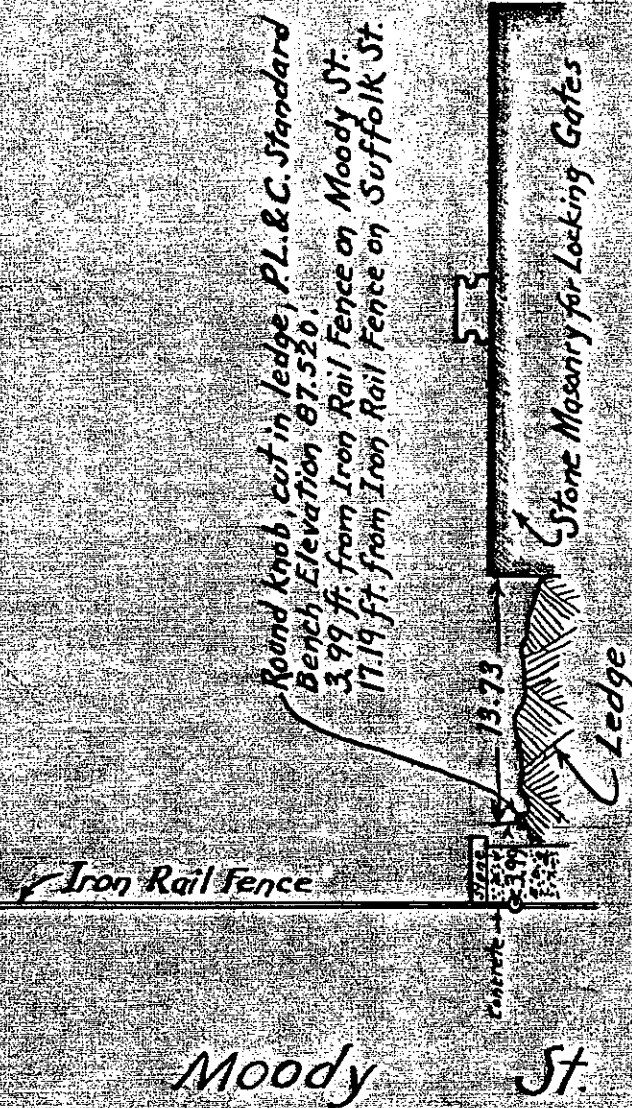 Round knob, cut in ledge, P.L.&C. Standard
Bench Elevation 87.520.
3.99 ft. from Iron Rail Fence on Moody St.
17.19 ft. from Iron Rail Fence on Suffolk St.
Stone Masonry for Locking Gates
13.73
Ledge
Iron Rail Fence
Stone
3.99
Concrete
Moody St.